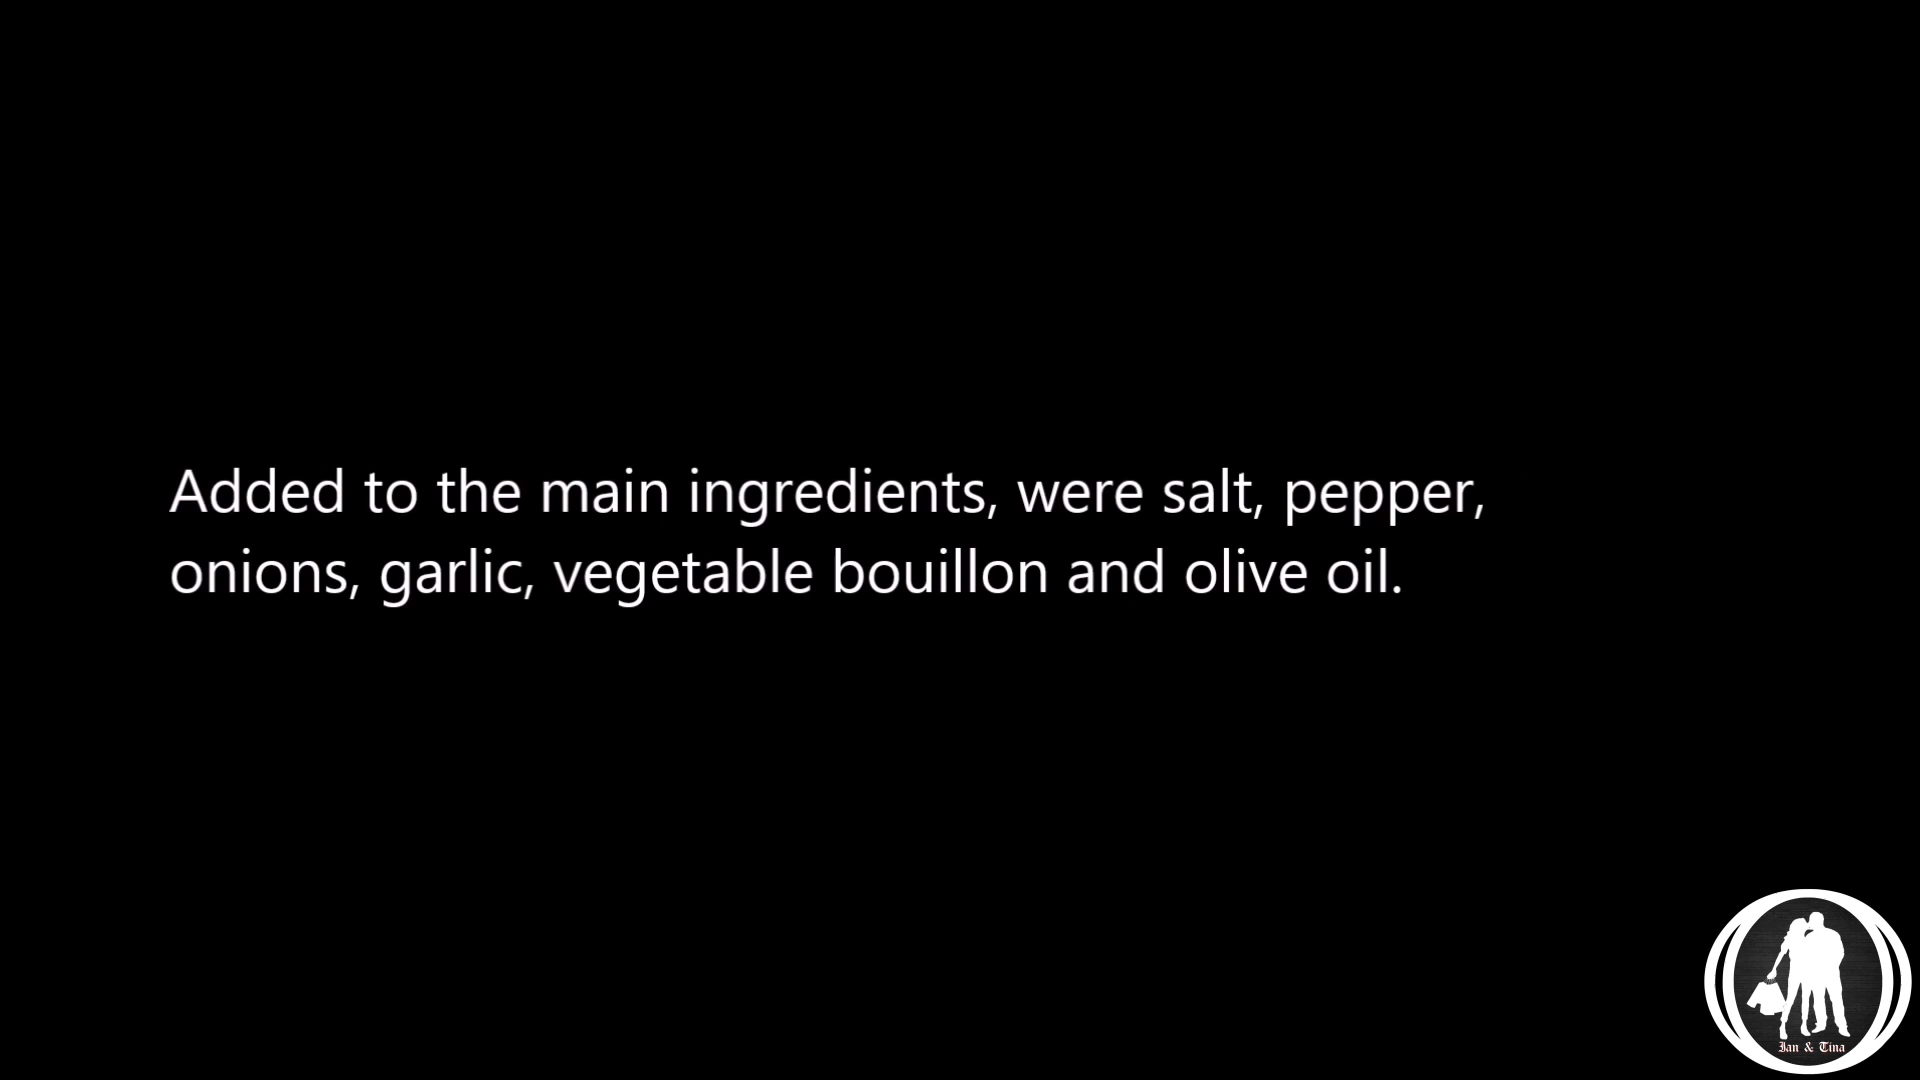 Added to the main ingredients, were salt, pepper,
onions, garlic, vegetable bouillon and olive oil.
Ian & Tina